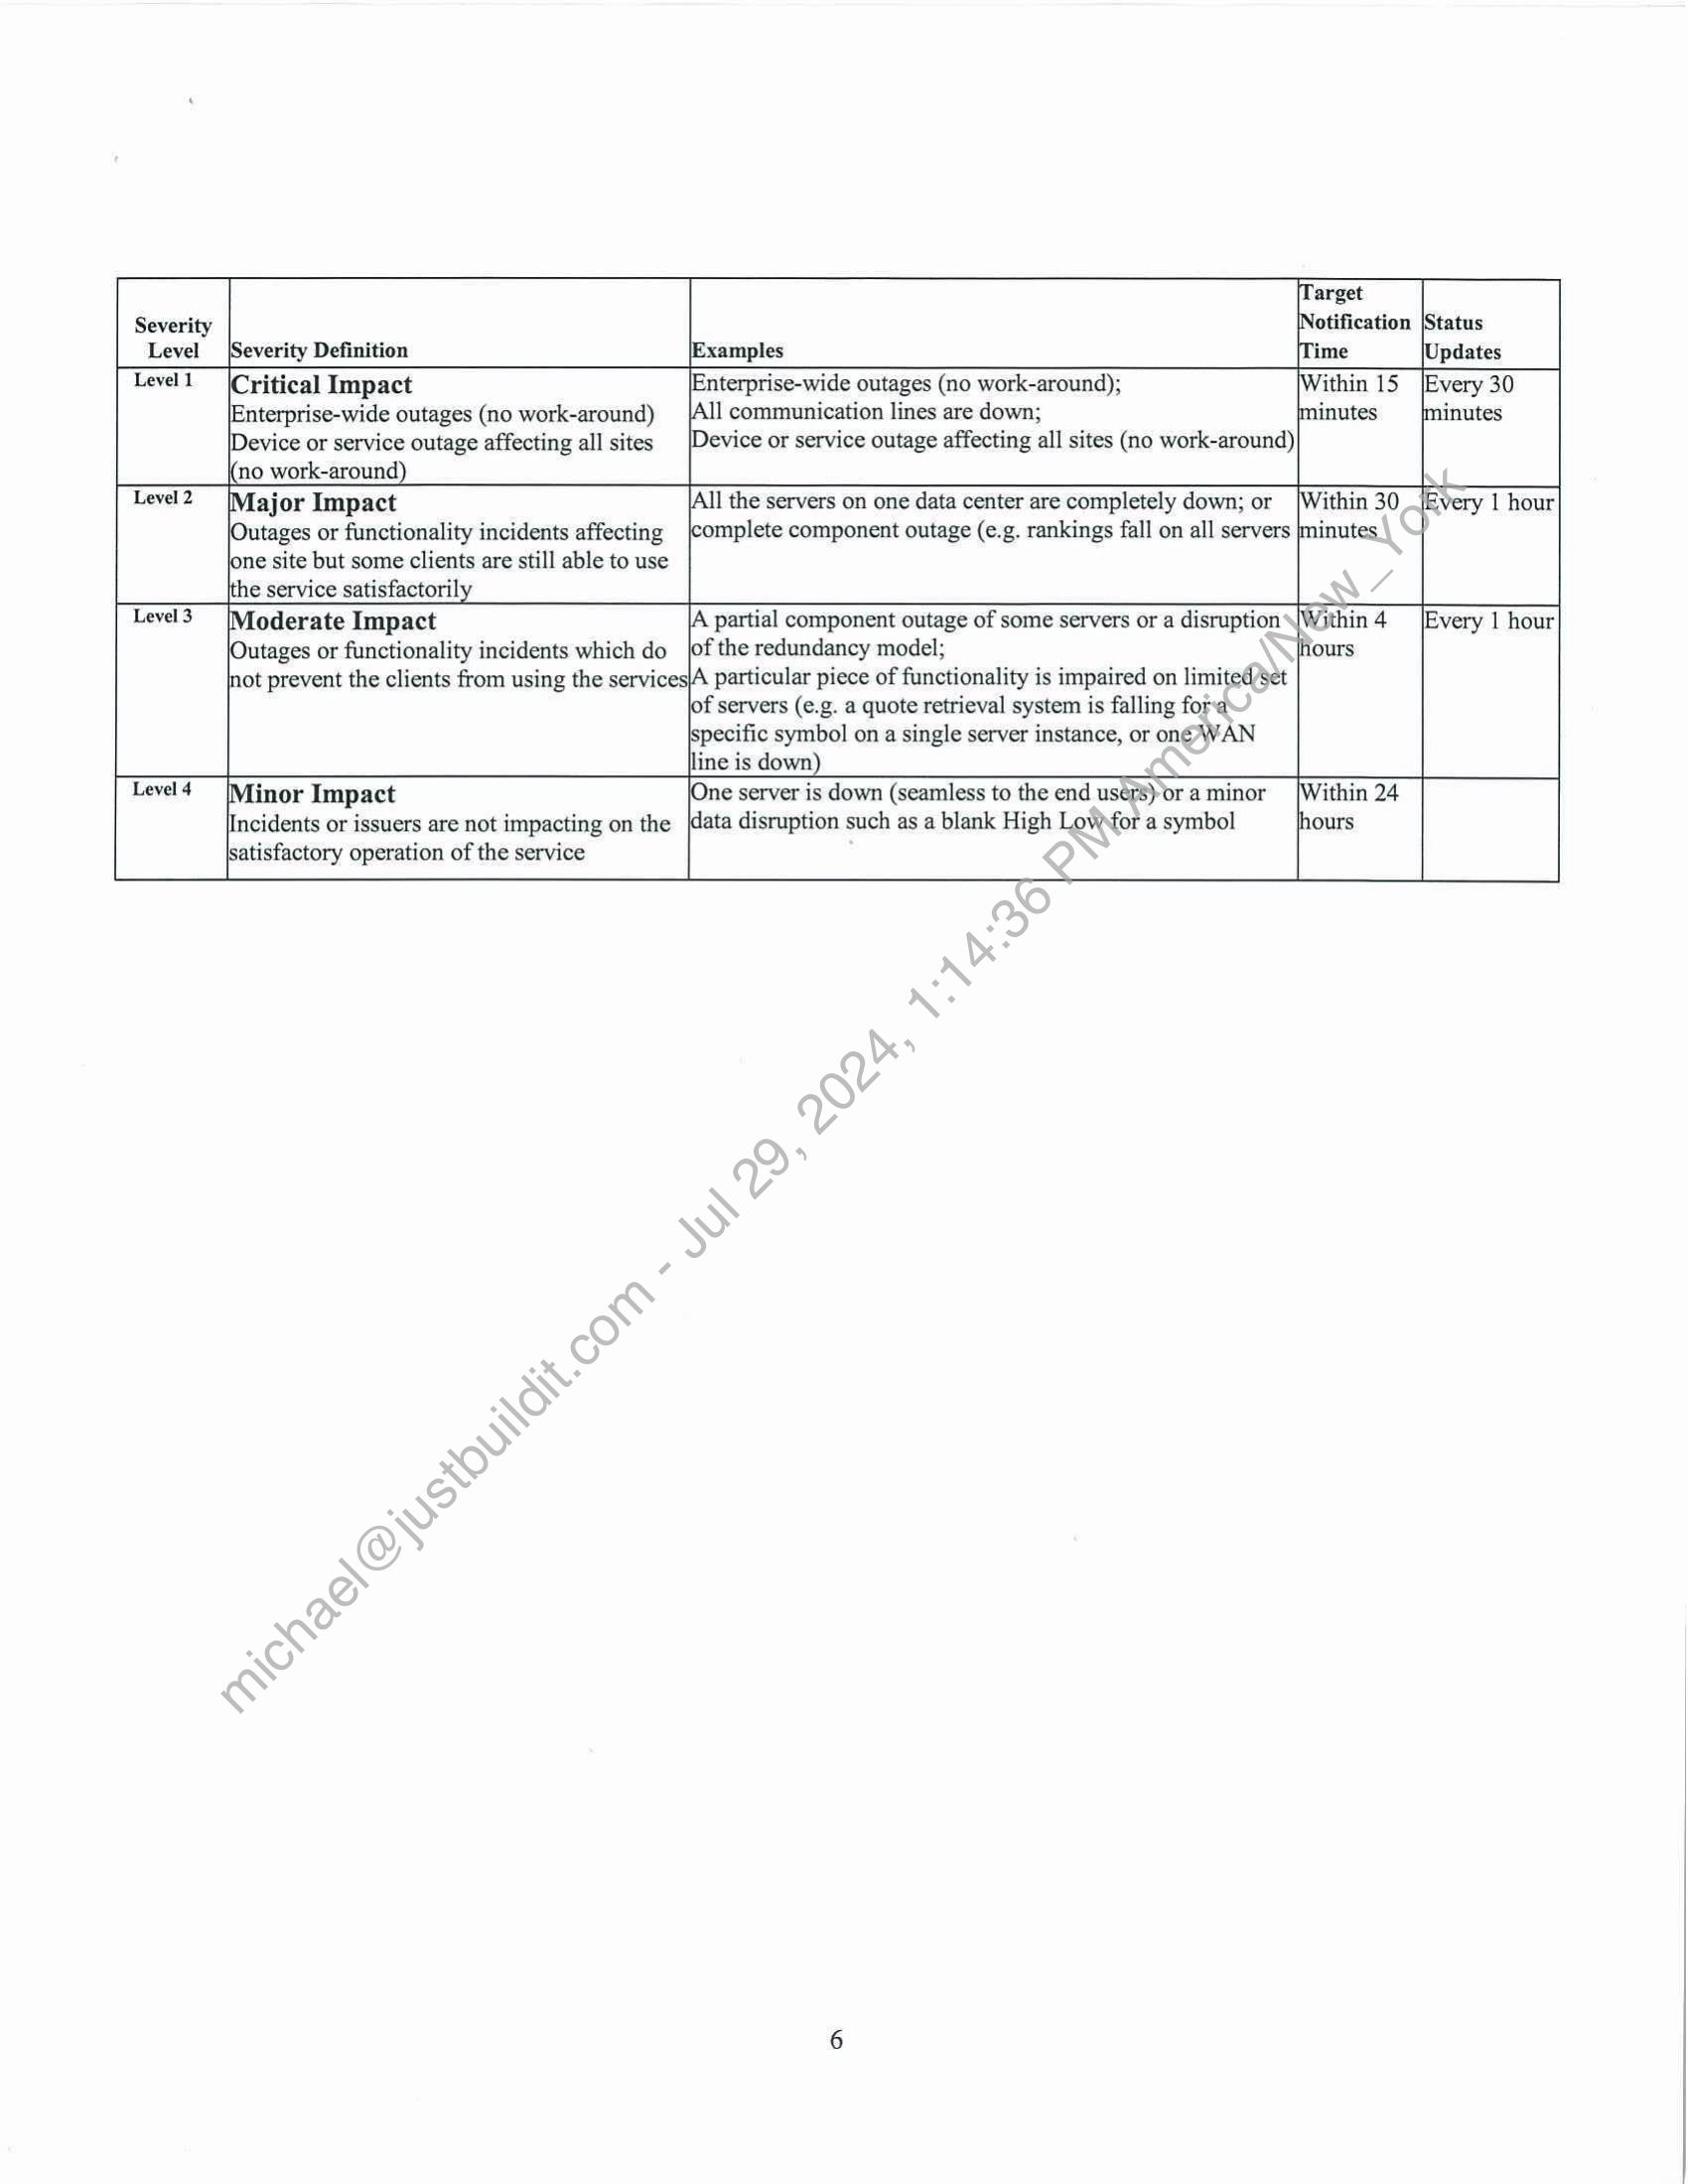 Severity Level
Severity Definition
Examples
Target Notification Time
Status Updates
Level 1
Critical Impact
Enterprise-wide outages (no work-around)
Device or service outage affecting all sites
(no work-around)
Enterprise-wide outages (no work-around);
All communication lines are down;
Device or service outage affecting all sites (no work-around)
Within 15
minutes
Every 30
minutes
Level 2
Major Impact
Outages or functionality incidents affecting
one site but some clients are still able to use
the service satisfactorily
All the servers on one data center are completely down; or
complete component outage (e.g. rankings fall on all servers
Within 30
minutes
Every 1 hour
Level 3
Moderate Impact
Outages or functionality incidents which do
not prevent the clients from using the services
A partial component outage of some servers or a disruption
of the redundancy model;
A particular piece of functionality is impaired on limited set
of servers (e.g. a quote retrieval system is falling for a
specific symbol on a single server instance, or one WAN
line is down)
Within 4
hours
Every 1 hour
Level 4
Minor Impact
Incidents or issuers are not impacting on the
satisfactory operation of the service
One server is down (seamless to the end users) or a minor
data disruption such as a blank High Low for a symbol
Within 24
hours
michael@justbuildit.com - Jul 29, 2024, 1:14:36 PM America/New_York
6